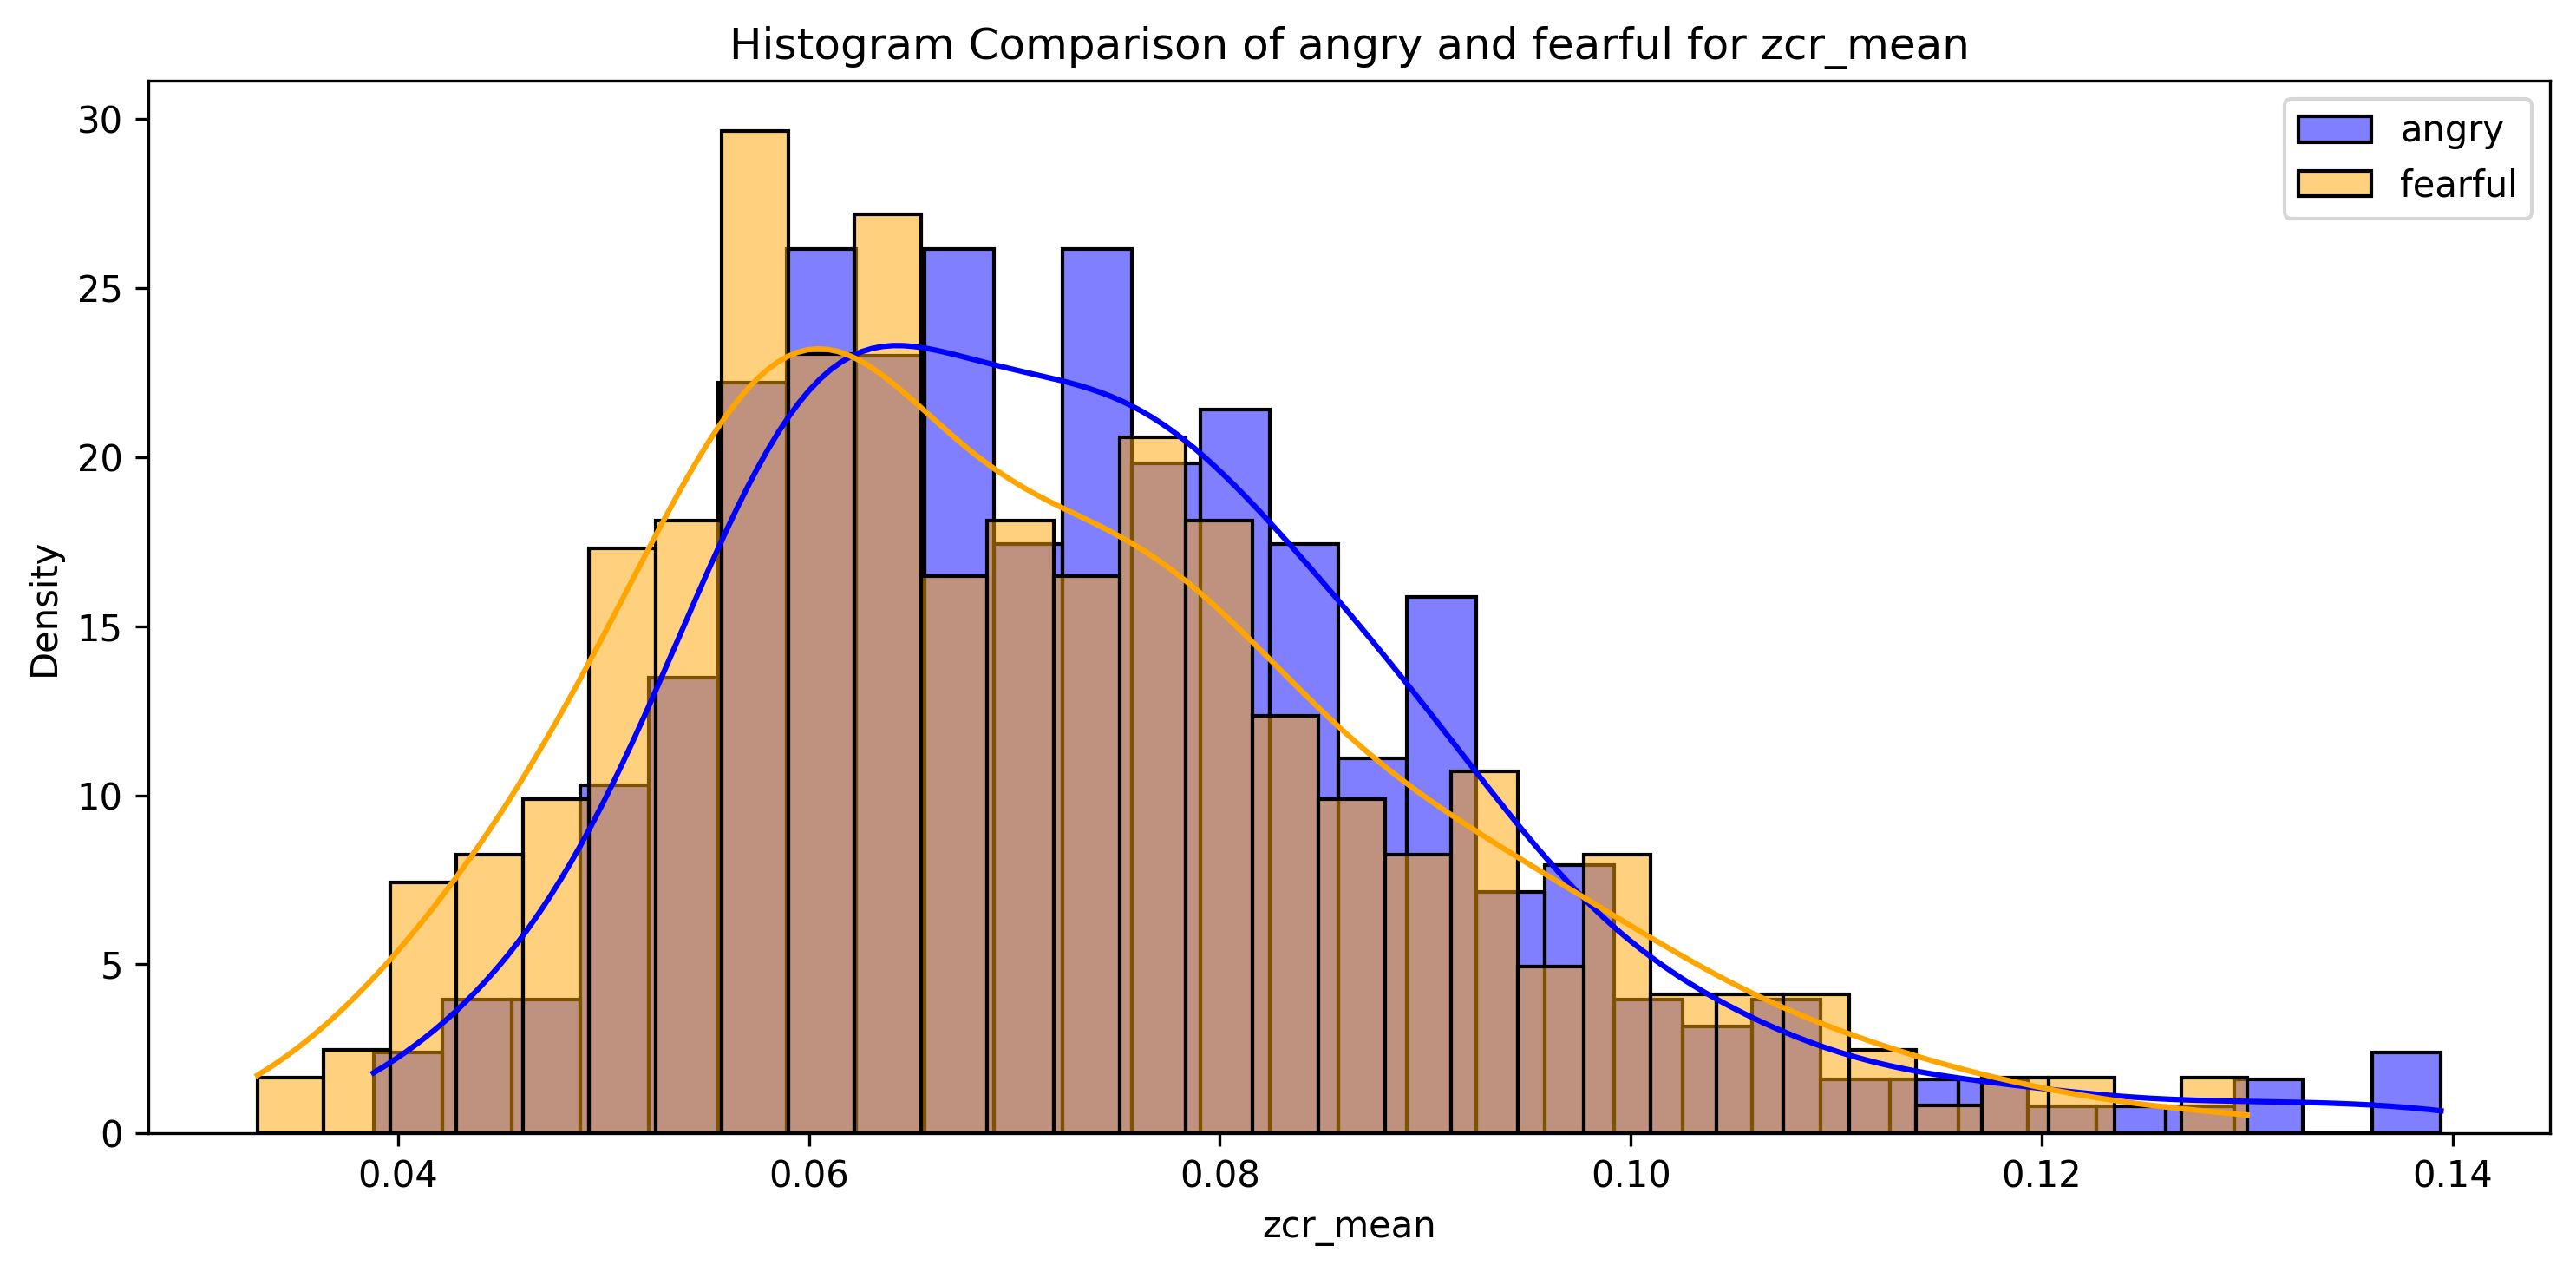 Histogram Comparison of angry and fearful for zcr_mean
angry
fearful
30
25
20
15
10
5
0
Density
0.04 0.06 0.08 0.10 0.12 0.14
zcr_mean